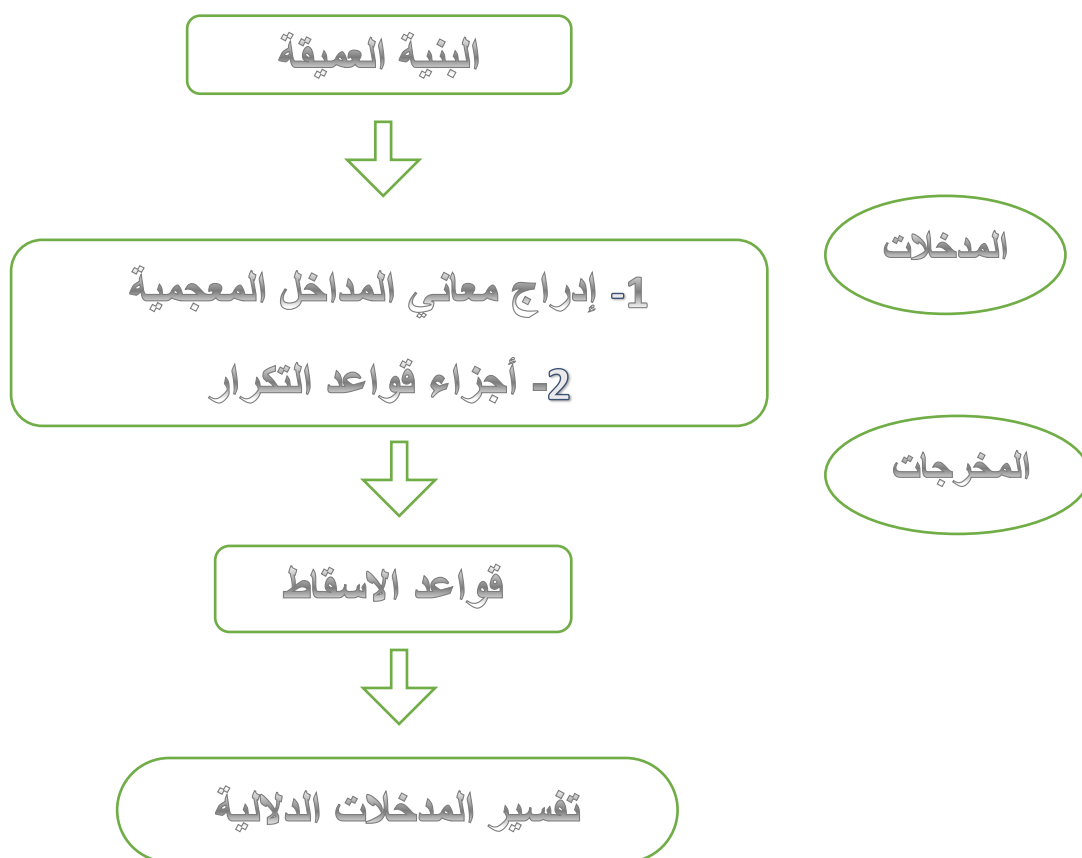 البنية العميقة
المدخلات
1- إدراج معاني المداخل المعجمية
2- أجزاء قواعد التكرار
المخرجات
قواعد الاسقاط
تفسير المدخلات الدلالية